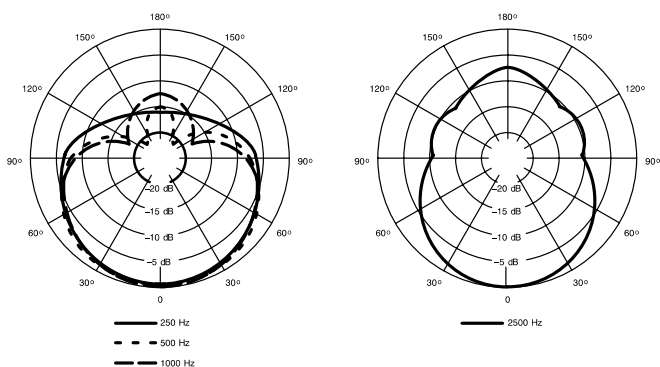 180°
150° 150°
120° 120°
90° 90°
–20 dB
–15 dB
–10 dB
60° 60°
–5 dB
30° 30°
0
250 Hz
500 Hz
1000 Hz
180°
150° 150°
120° 120°
90° 90°
–20 dB
–15 dB
–10 dB
60° 60°
–5 dB
30° 30°
0
2500 Hz